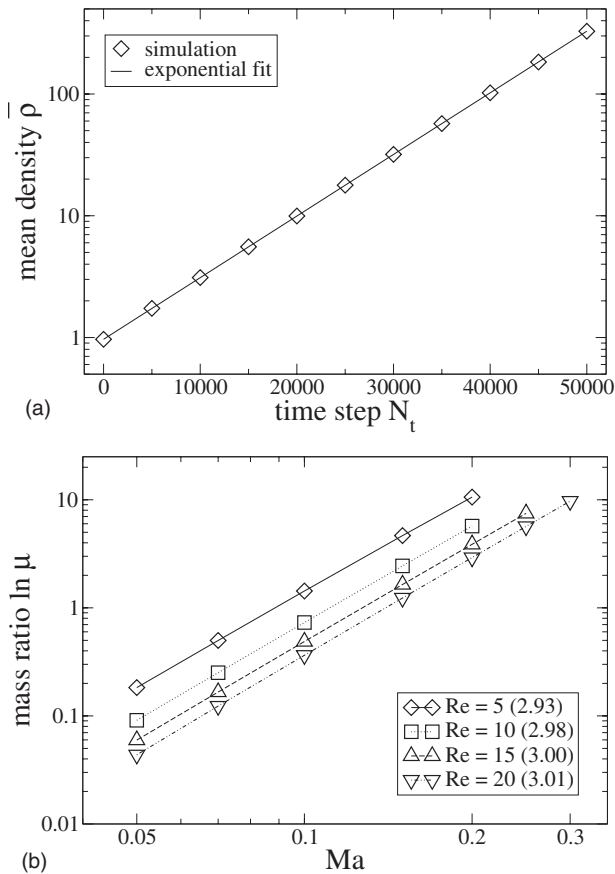 simulation
exponential fit
mean density ρ̅
100
10
1
0 10000 20000 30000 40000 50000
(a) time step Nₜ
mass ratio ln μ
10
1
0.1
0.01
Re = 5 (2.93)
Re = 10 (2.98)
Re = 15 (3.00)
Re = 20 (3.01)
0.05 0.1 0.2 0.3
(b) Ma